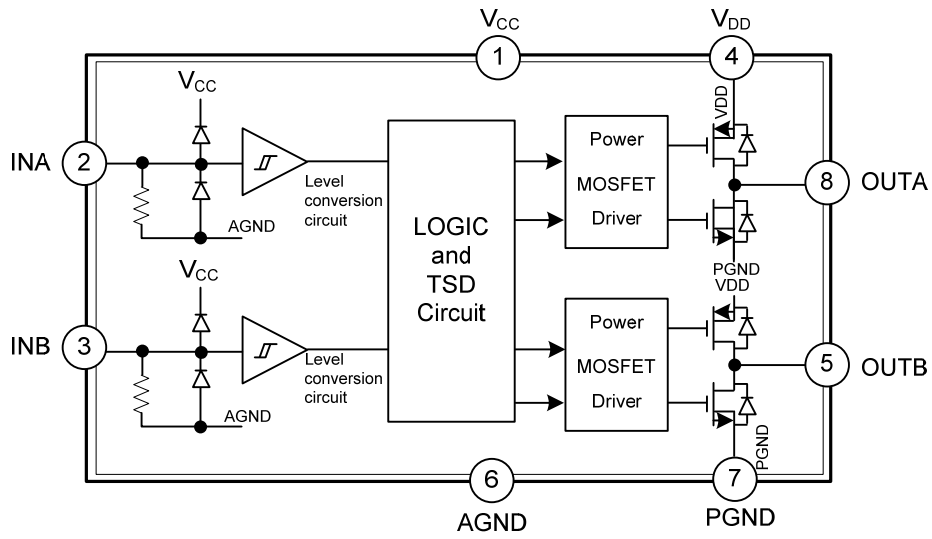 VCC
VDD
1
4
VCC
VDD
INA
2
Level
conversion
circuit
AGND
Power
MOSFET
Driver
8
OUTA
LOGIC
and
TSD
Circuit
PGND
VDD
VCC
INB
3
Level
conversion
circuit
AGND
Power
MOSFET
Driver
5
OUTB
PGND
6
7
AGND
PGND